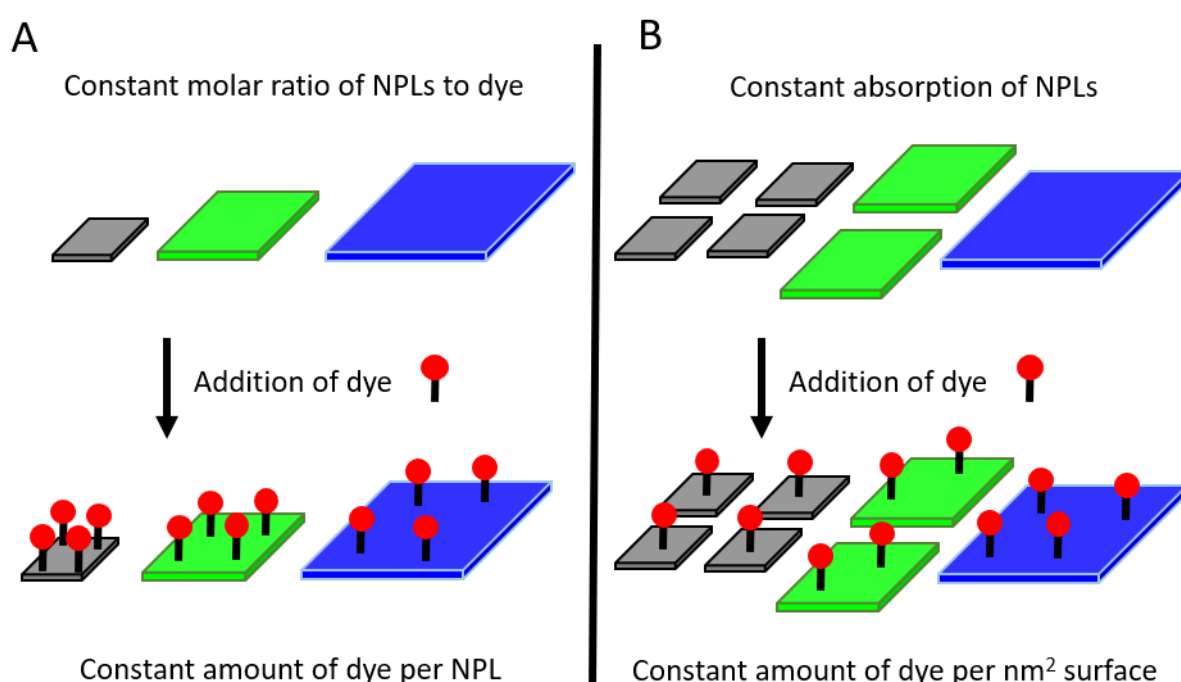 A
Constant molar ratio of NPLs to dye
Addition of dye
Constant amount of dye per NPL
B
Constant absorption of NPLs
Addition of dye
Constant amount of dye per nm² surface